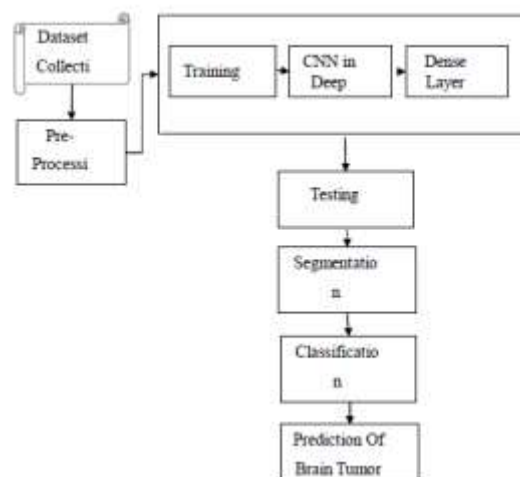 Dataset
Collecti
Pre-
Processi
Training
CNN in
Deep
Dense
Layer
Testing
Segmentatio
n
Classificatio
n
Prediction Of
Brain Tumor